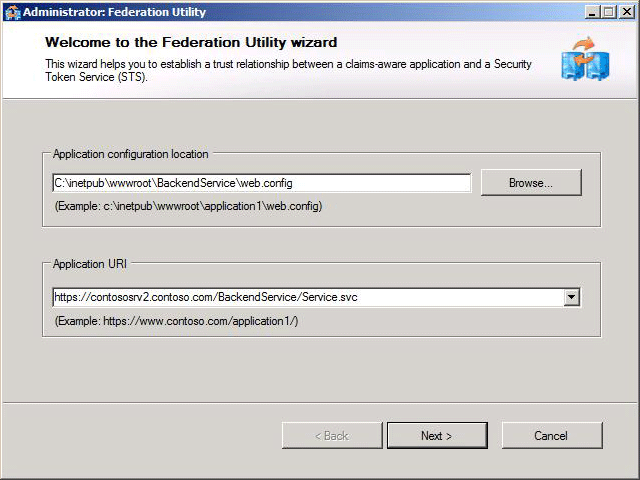 Administrator: Federation Utility
Welcome to the Federation Utility wizard
This wizard helps you to establish a trust relationship between a claims-aware application and a Security
Token Service (STS).
Application configuration location
C:\inetpub\wwwroot\BackendService\web.config
Browse...
(Example: c:\inetpub\wwwroot\application1\web.config)
Application URI
https://contososrv2.contoso.com/BackendService/Service.svc
(Example: https://www.contoso.com/application1/)
< Back
Next >
Cancel